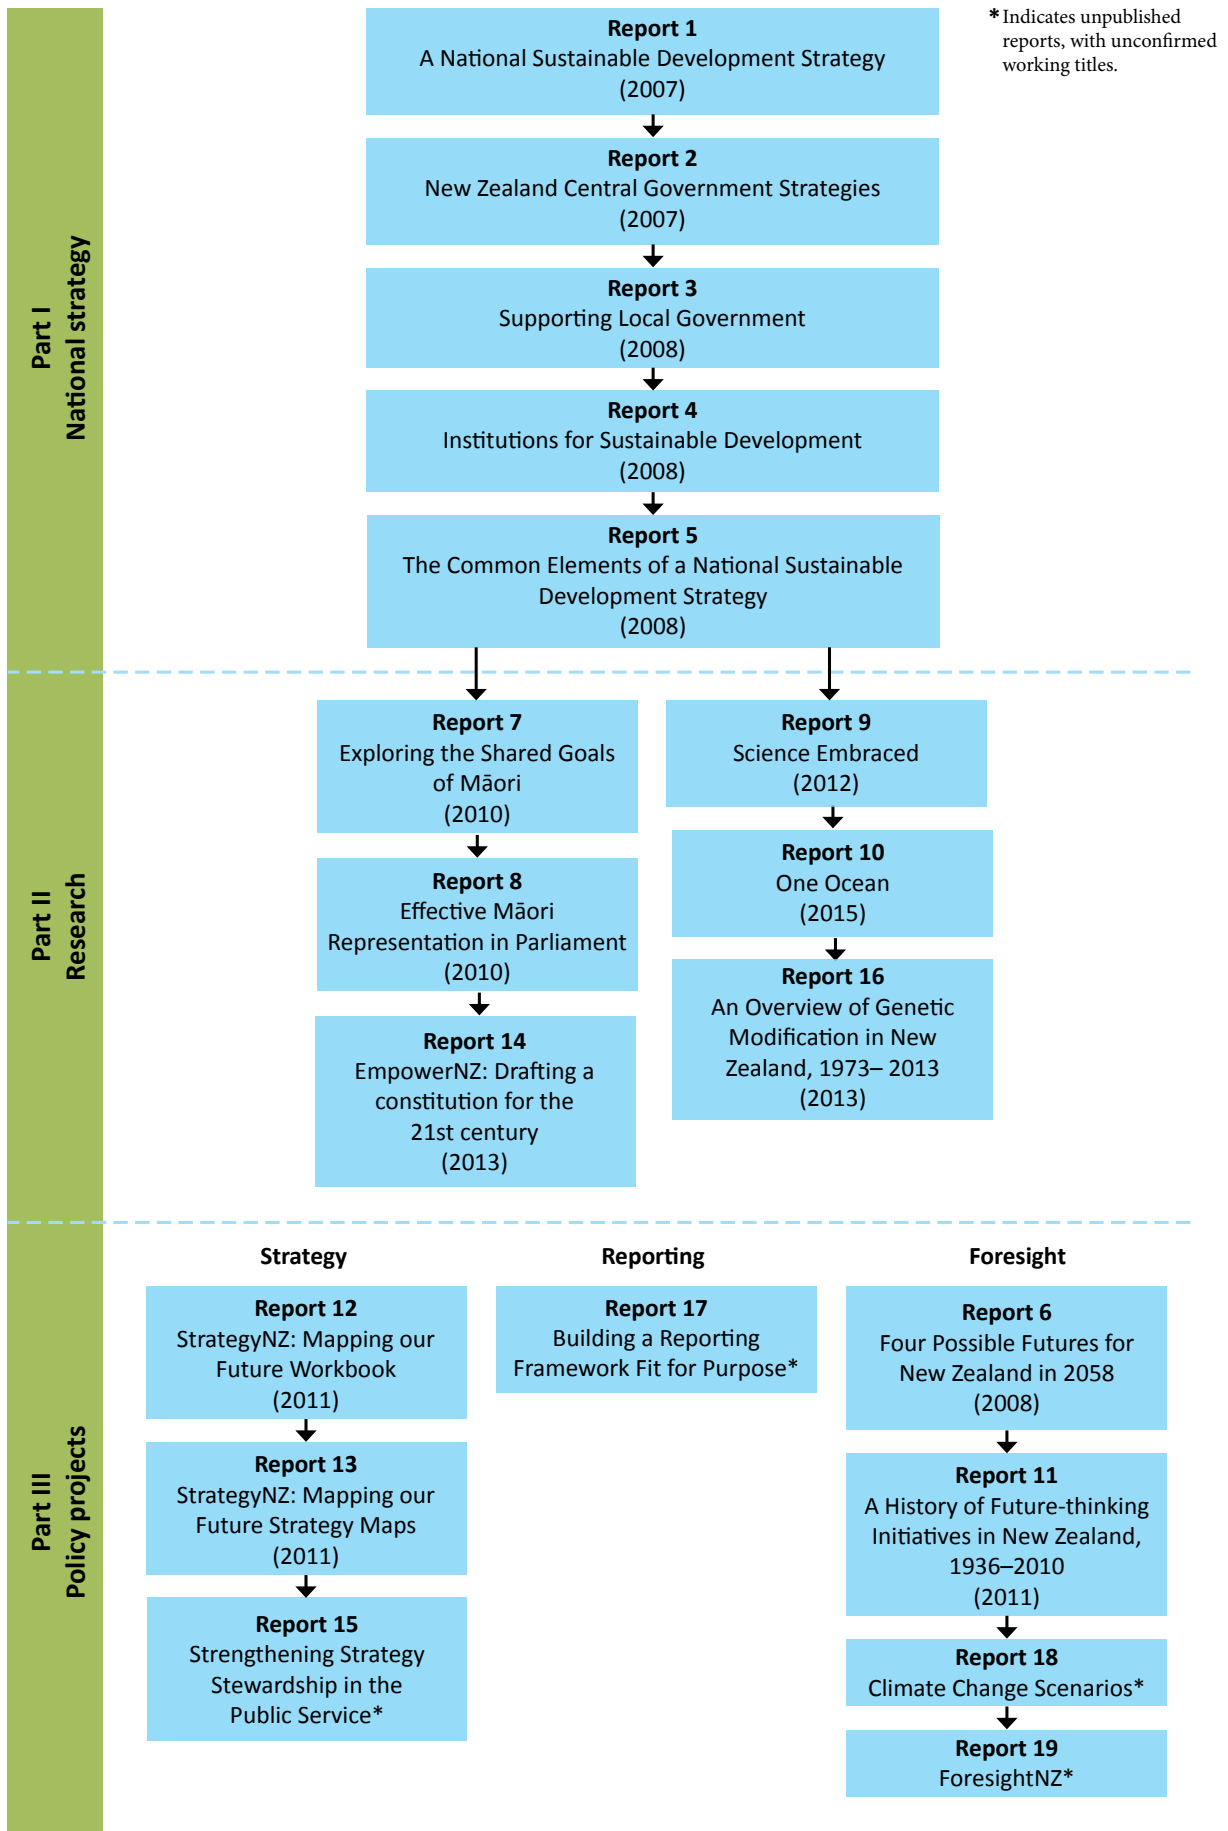 *Indicates unpublished
reports, with unconfirmed
working titles.
Part I
National strategy
Report 1
A National Sustainable Development Strategy
(2007)
Report 2
New Zealand Central Government Strategies
(2007)
Report 3
Supporting Local Government
(2008)
Report 4
Institutions for Sustainable Development
(2008)
Report 5
The Common Elements of a National Sustainable
Development Strategy
(2008)
Part II
Research
Report 7
Exploring the Shared Goals
of Māori
(2010)
Report 8
Effective Māori
Representation in Parliament
(2010)
Report 14
EmpowerNZ: Drafting a
constitution for the
21st century
(2013)
Report 9
Science Embraced
(2012)
Report 10
One Ocean
(2015)
Report 16
An Overview of Genetic
Modification in New
Zealand, 1973– 2013
(2013)
Part III
Policy projects
Strategy
Report 12
StrategyNZ: Mapping our
Future Workbook
(2011)
Report 13
StrategyNZ: Mapping our
Future Strategy Maps
(2011)
Report 15
Strengthening Strategy
Stewardship in the
Public Service*
Reporting
Report 17
Building a Reporting
Framework Fit for Purpose*
Foresight
Report 6
Four Possible Futures for
New Zealand in 2058
(2008)
Report 11
A History of Future-thinking
Initiatives in New Zealand,
1936–2010
(2011)
Report 18
Climate Change Scenarios*
Report 19
ForesightNZ*